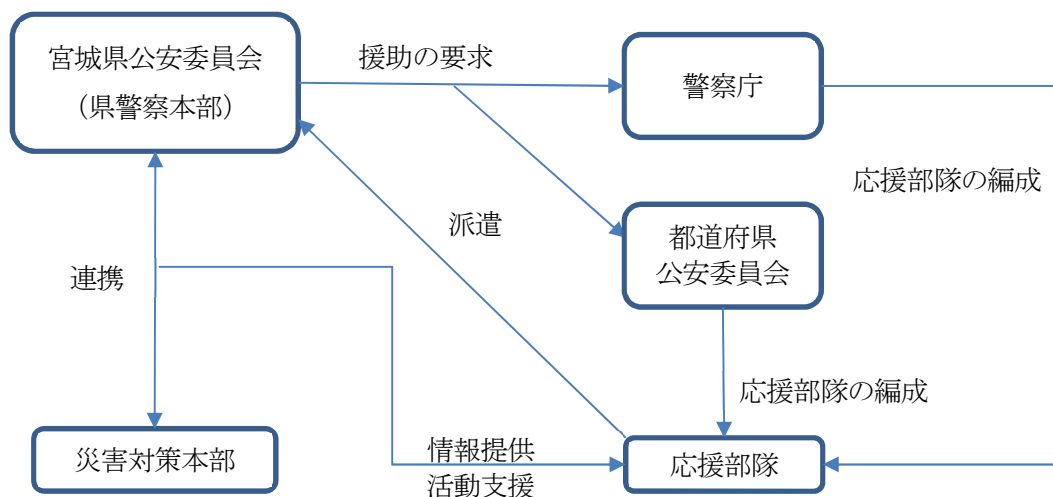 宮城県公安委員会
（県警察本部）
援助の要求
警察庁
応援部隊の編成
派遣
都道府県
公安委員会
連携
応援部隊の編成
災害対策本部
情報提供
活動支援
応援部隊